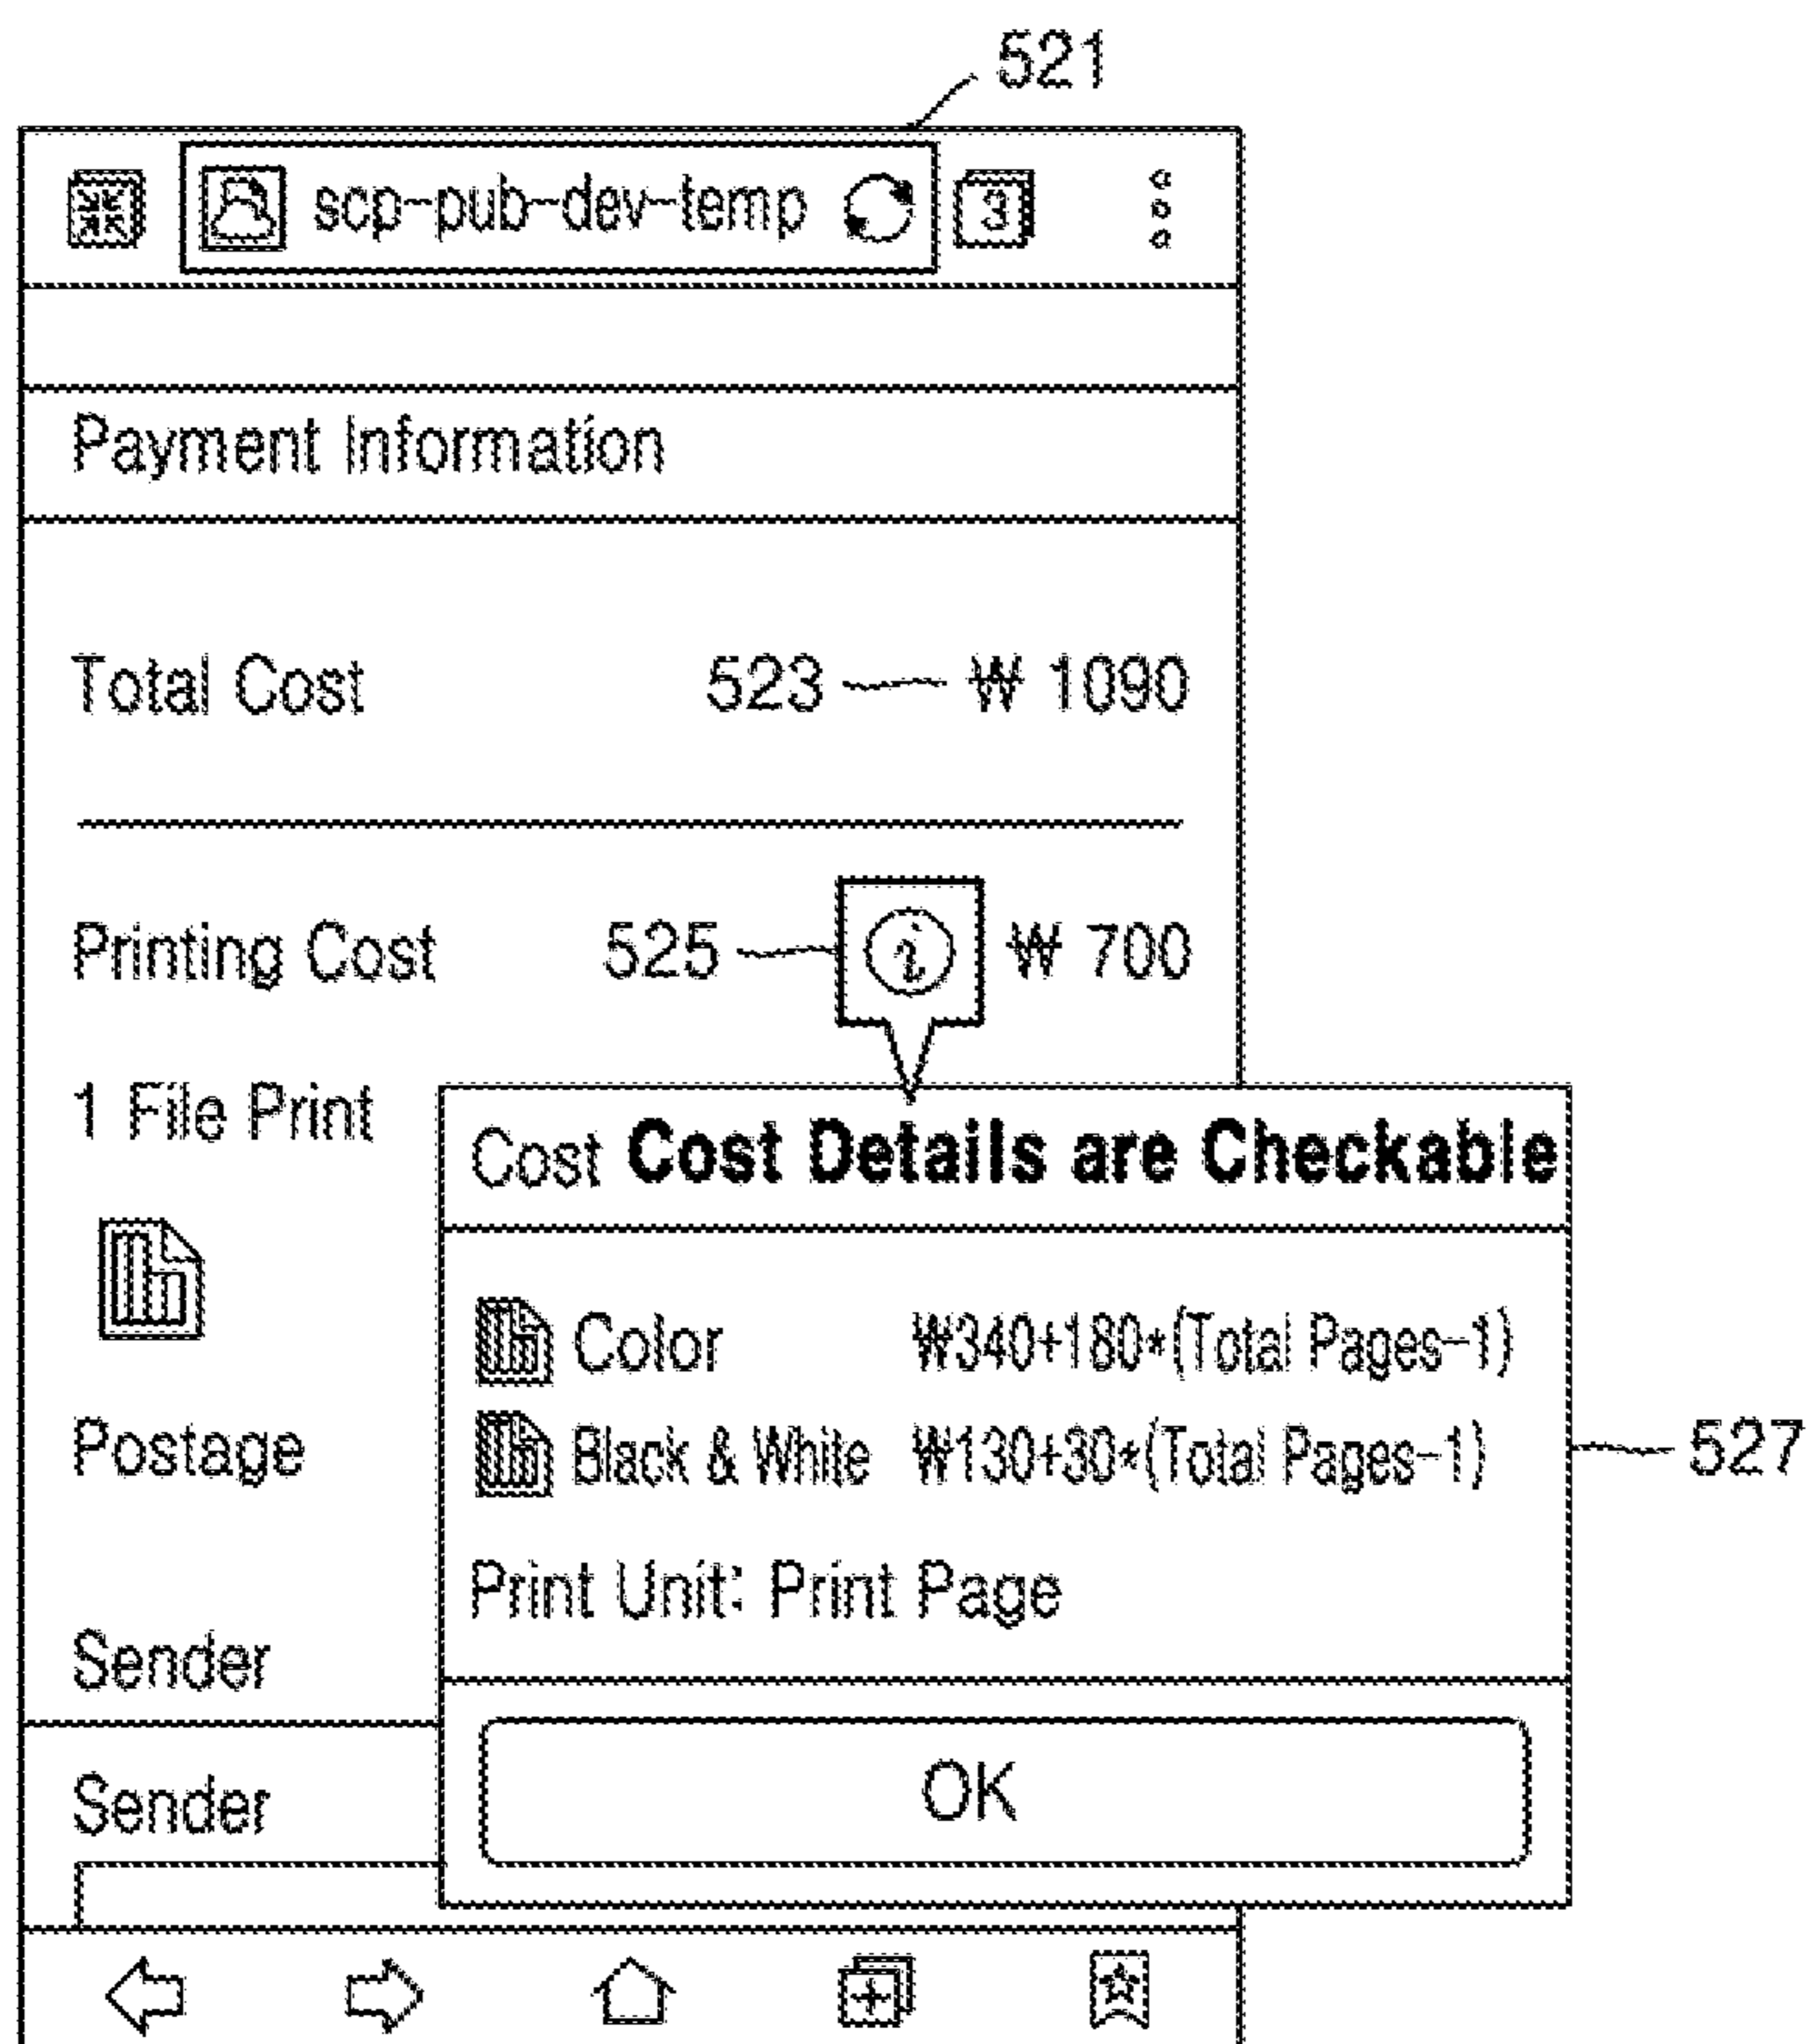 521
scp-pub-dev-temp 3
Payment Information
Total Cost 523 ₩ 1090
Printing Cost 525 i ₩ 700
1 File Print
Cost Cost Details are Checkable
Color ₩340+180*(Total Pages-1)
Postage
Black & White ₩130+30*(Total Pages-1)
527
Print Unit: Print Page
Sender
Sender
OK